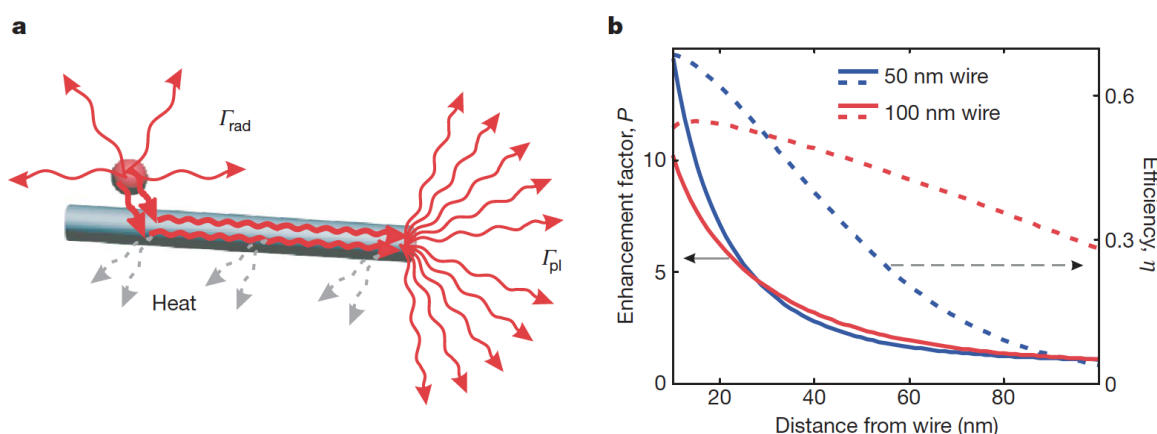 a
Γrad
Γpl
Heat
b
50 nm wire
100 nm wire
Enhancement factor, P
10
5
0
20
40
60
80
Distance from wire (nm)
0.6
0.3
0
Efficiency, η